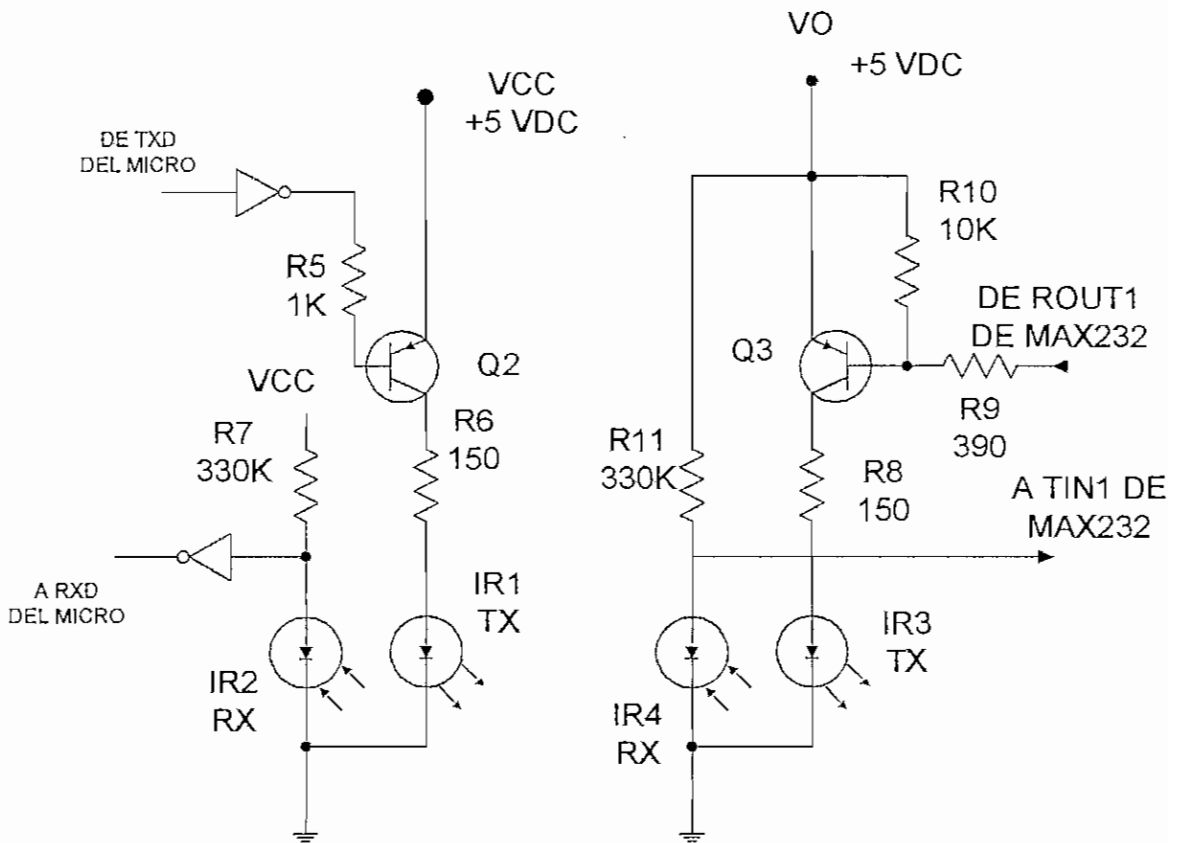 VO
+5 VDC
VCC
+5 VDC
DE TXD
DEL MICRO
R10
10K
R5
1K
DE ROUT1
DE MAX232
Q2
Q3
VCC
R9
390
R7
330K
R6
150
R11
330K
R8
150
A TIN1 DE
MAX232
A RXD
DEL MICRO
IR1
TX
IR3
TX
IR2
RX
IR4
RX